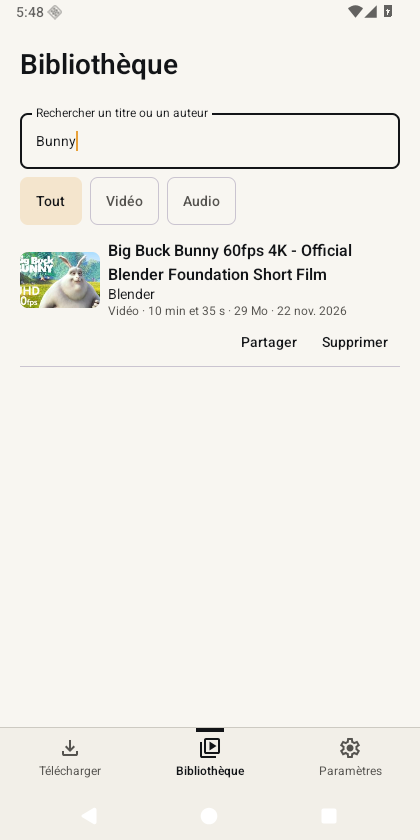 5:48
Bibliothèque
Rechercher un titre ou un auteur
Bunny
Tout
Vidéo
Audio
Big Buck Bunny 60fps 4K - Official
Blender Foundation Short Film
Blender
Vidéo · 10 min et 35 s · 29 Mo · 22 nov. 2026
Partager
Supprimer
Télécharger
Bibliothèque
Paramètres